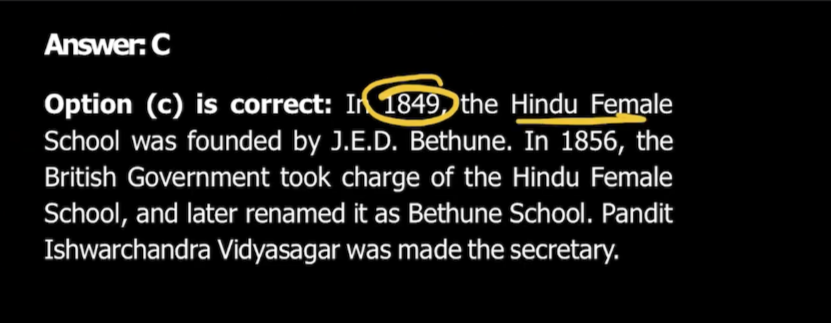 Answer: C
Option (c) is correct: In 1849, the Hindu Female
School was founded by J.E.D. Bethune. In 1856, the
British Government took charge of the Hindu Female
School, and later renamed it as Bethune School. Pandit
Ishwarchandra Vidyasagar was made the secretary.